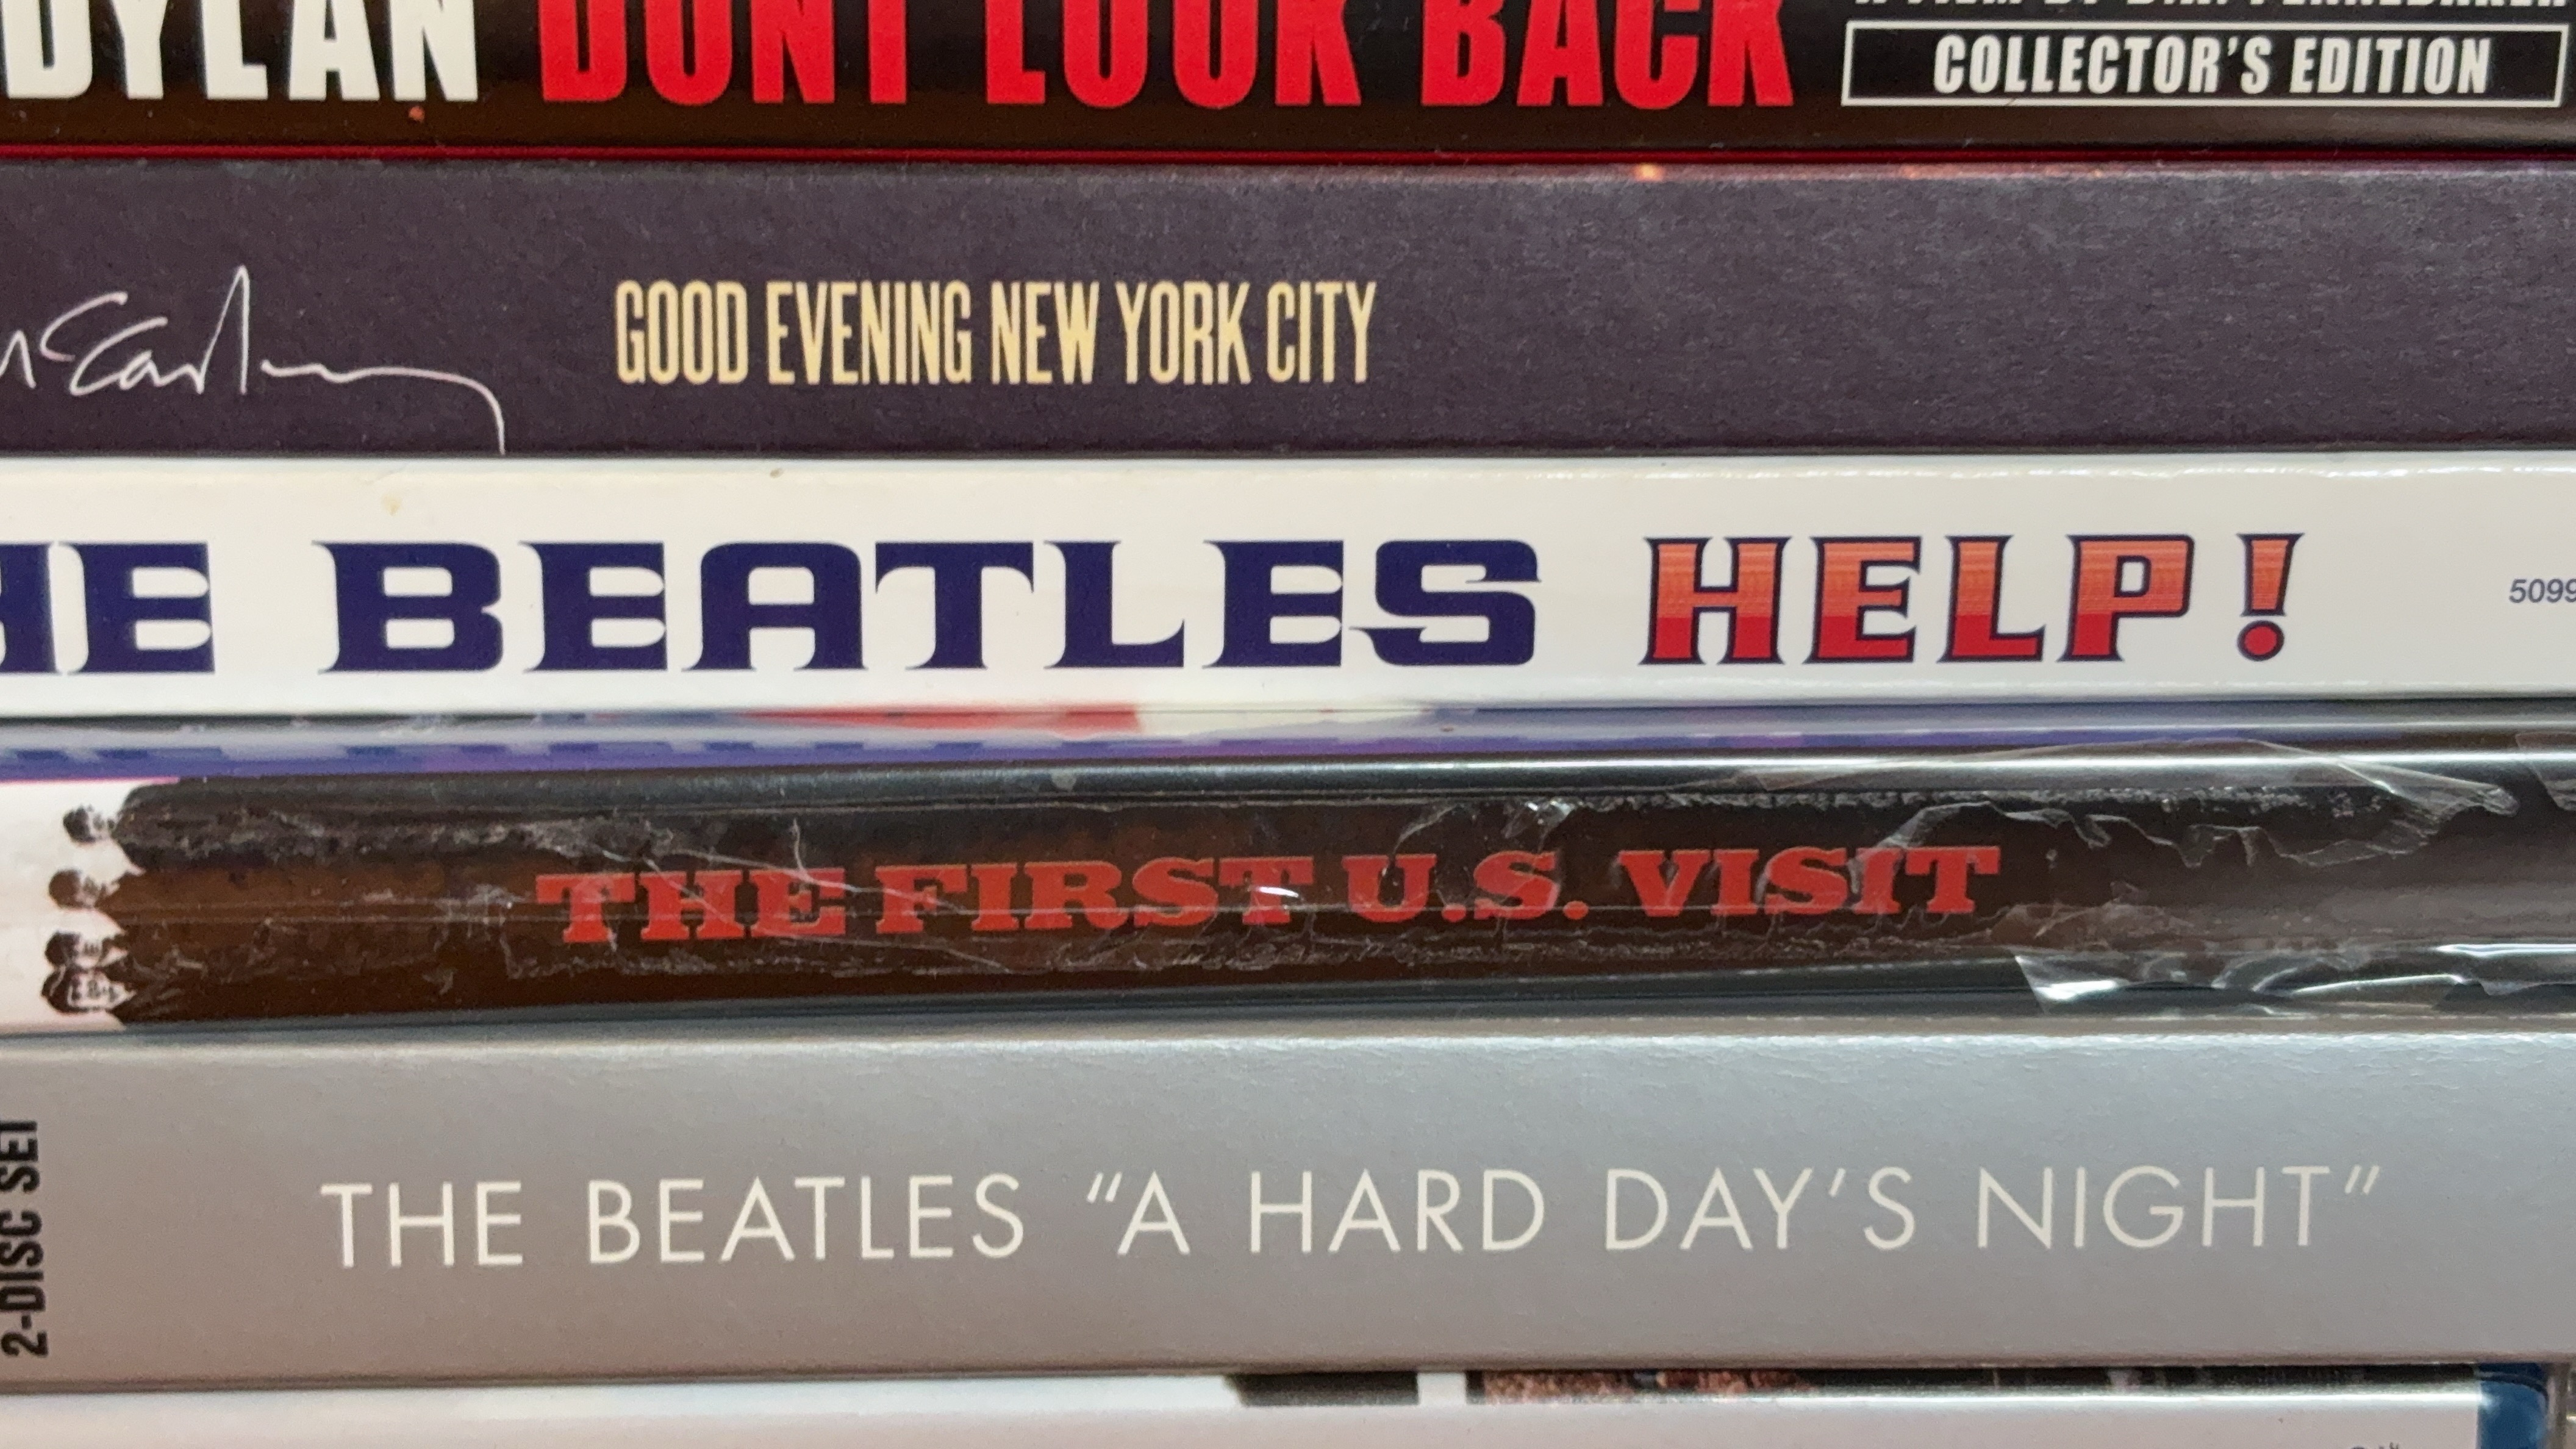 DYLAN DONT LOOK BACK
COLLECTOR'S EDITION
McCartney
GOOD EVENING NEW YORK CITY
HE BEATLES HELP!
5099
THE FIRST U.S. VISIT
2-DISC SET
THE BEATLES “A HARD DAY'S NIGHT”